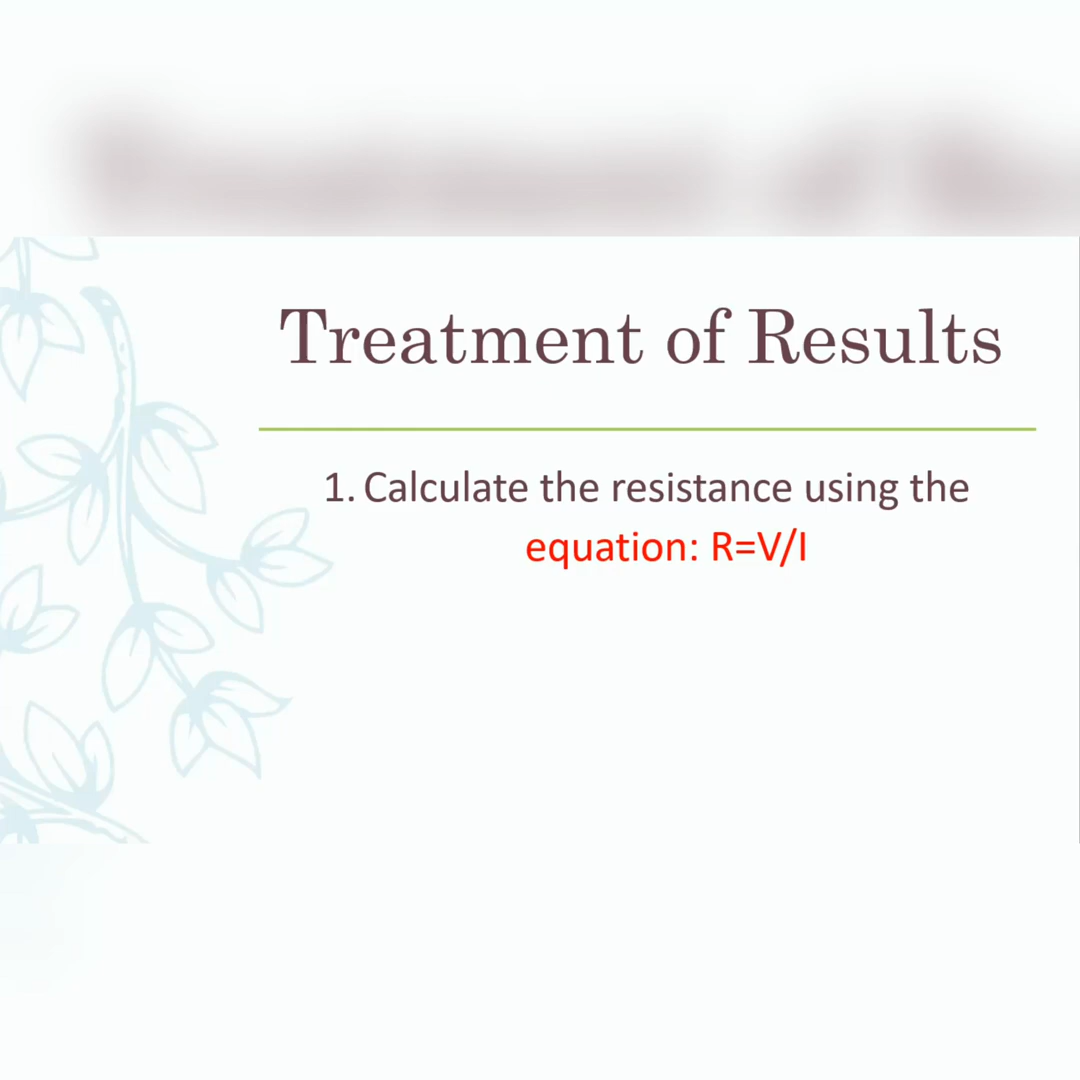 Treatment of Results
1. Calculate the resistance using the
equation: R=V/I